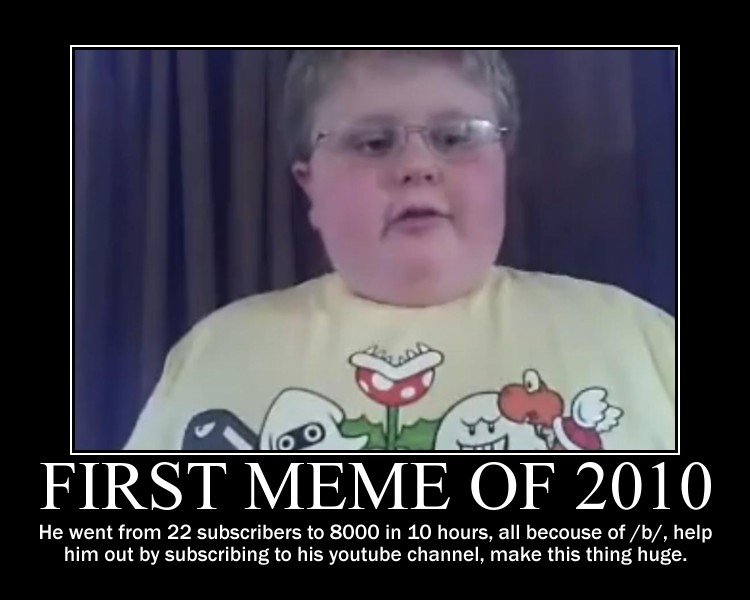 FIRST MEME OF 2010
He went from 22 subscribers to 8000 in 10 hours, all becouse of /b/, help
him out by subscribing to his youtube channel, make this thing huge.